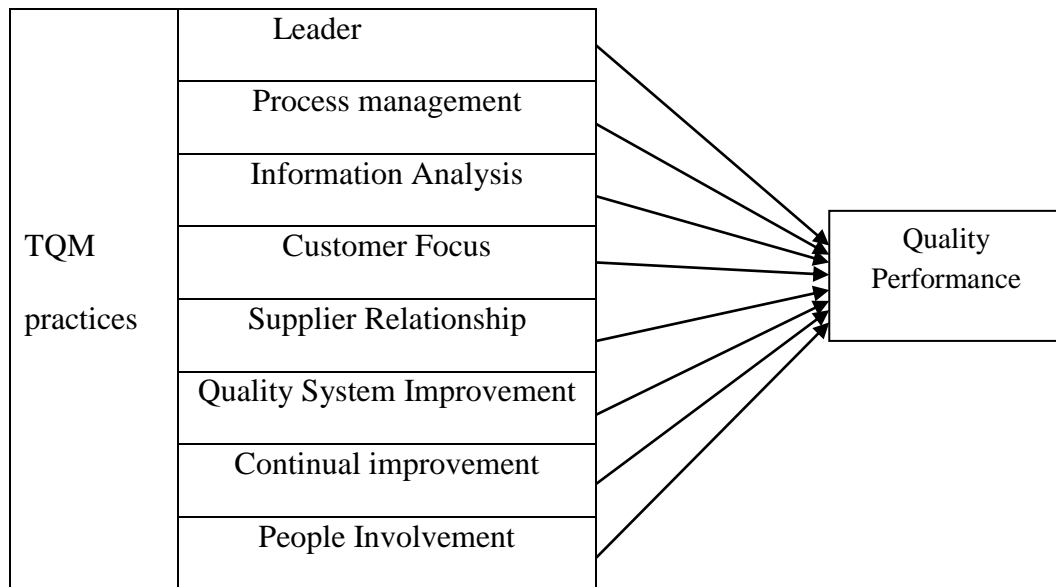 TQM
practices
Leader
Process management
Information Analysis
Customer Focus
Supplier Relationship
Quality System Improvement
Continual improvement
People Involvement
Quality
Performance